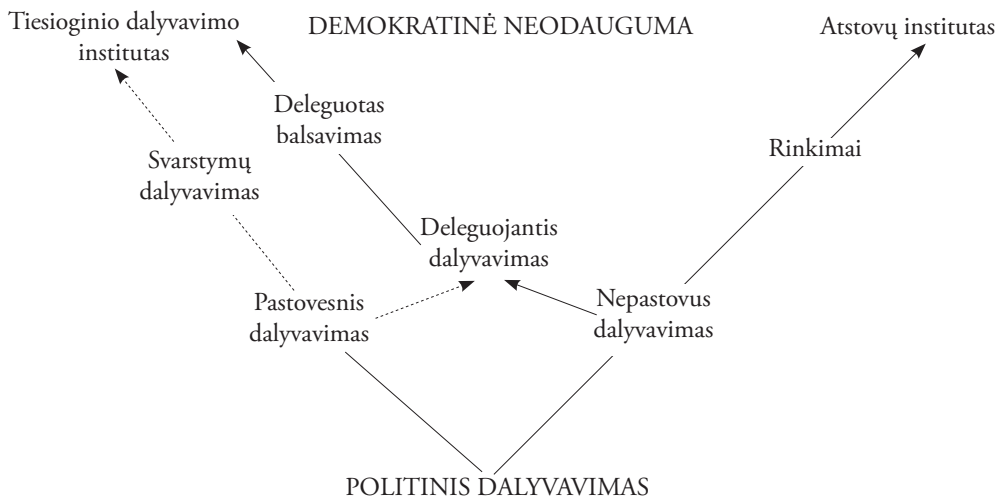 Tiesioginio dalyvavimo
institutas
DEMOKRATINĖ NEODAUGUMA
Atstovų institutas
Deleguotas
balsavimas
Rinkimai
Svarstymų
dalyvavimas
Deleguojantis
dalyvavimas
Pastovesnis
dalyvavimas
Nepastovus
dalyvavimas
POLITINIS DALYVAVIMAS